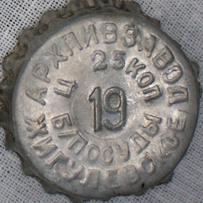 АРХПИВЗАВОД
Ц 25 КОП
19
Б/ПОСУДЫ
ЖИГУЛЕВСКОЕ